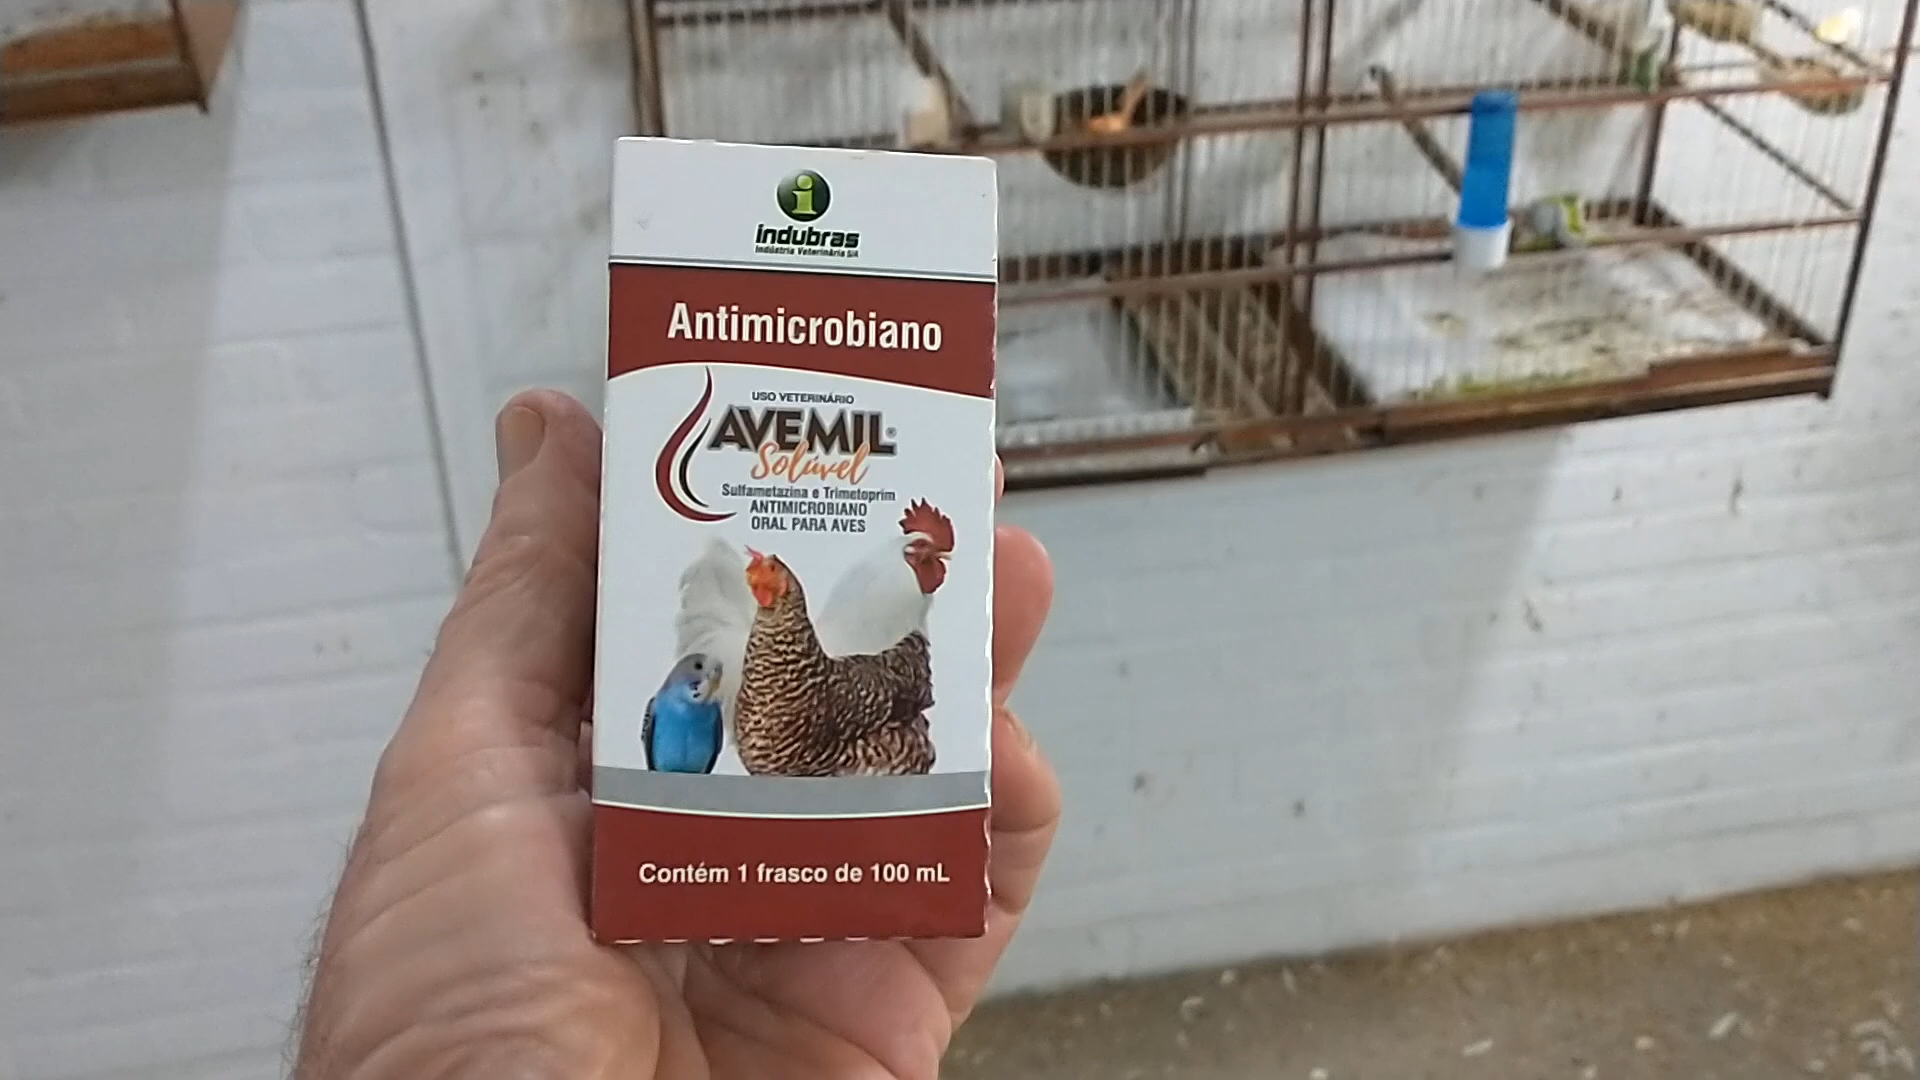 indubras
Indústria Veterinária S/A
Antimicrobiano
USO VETERINÁRIO
AVEMIL®
Solúvel
Sulfametazina e Trimetoprim
ANTIMICROBIANO
ORAL PARA AVES
Contém 1 frasco de 100 mL